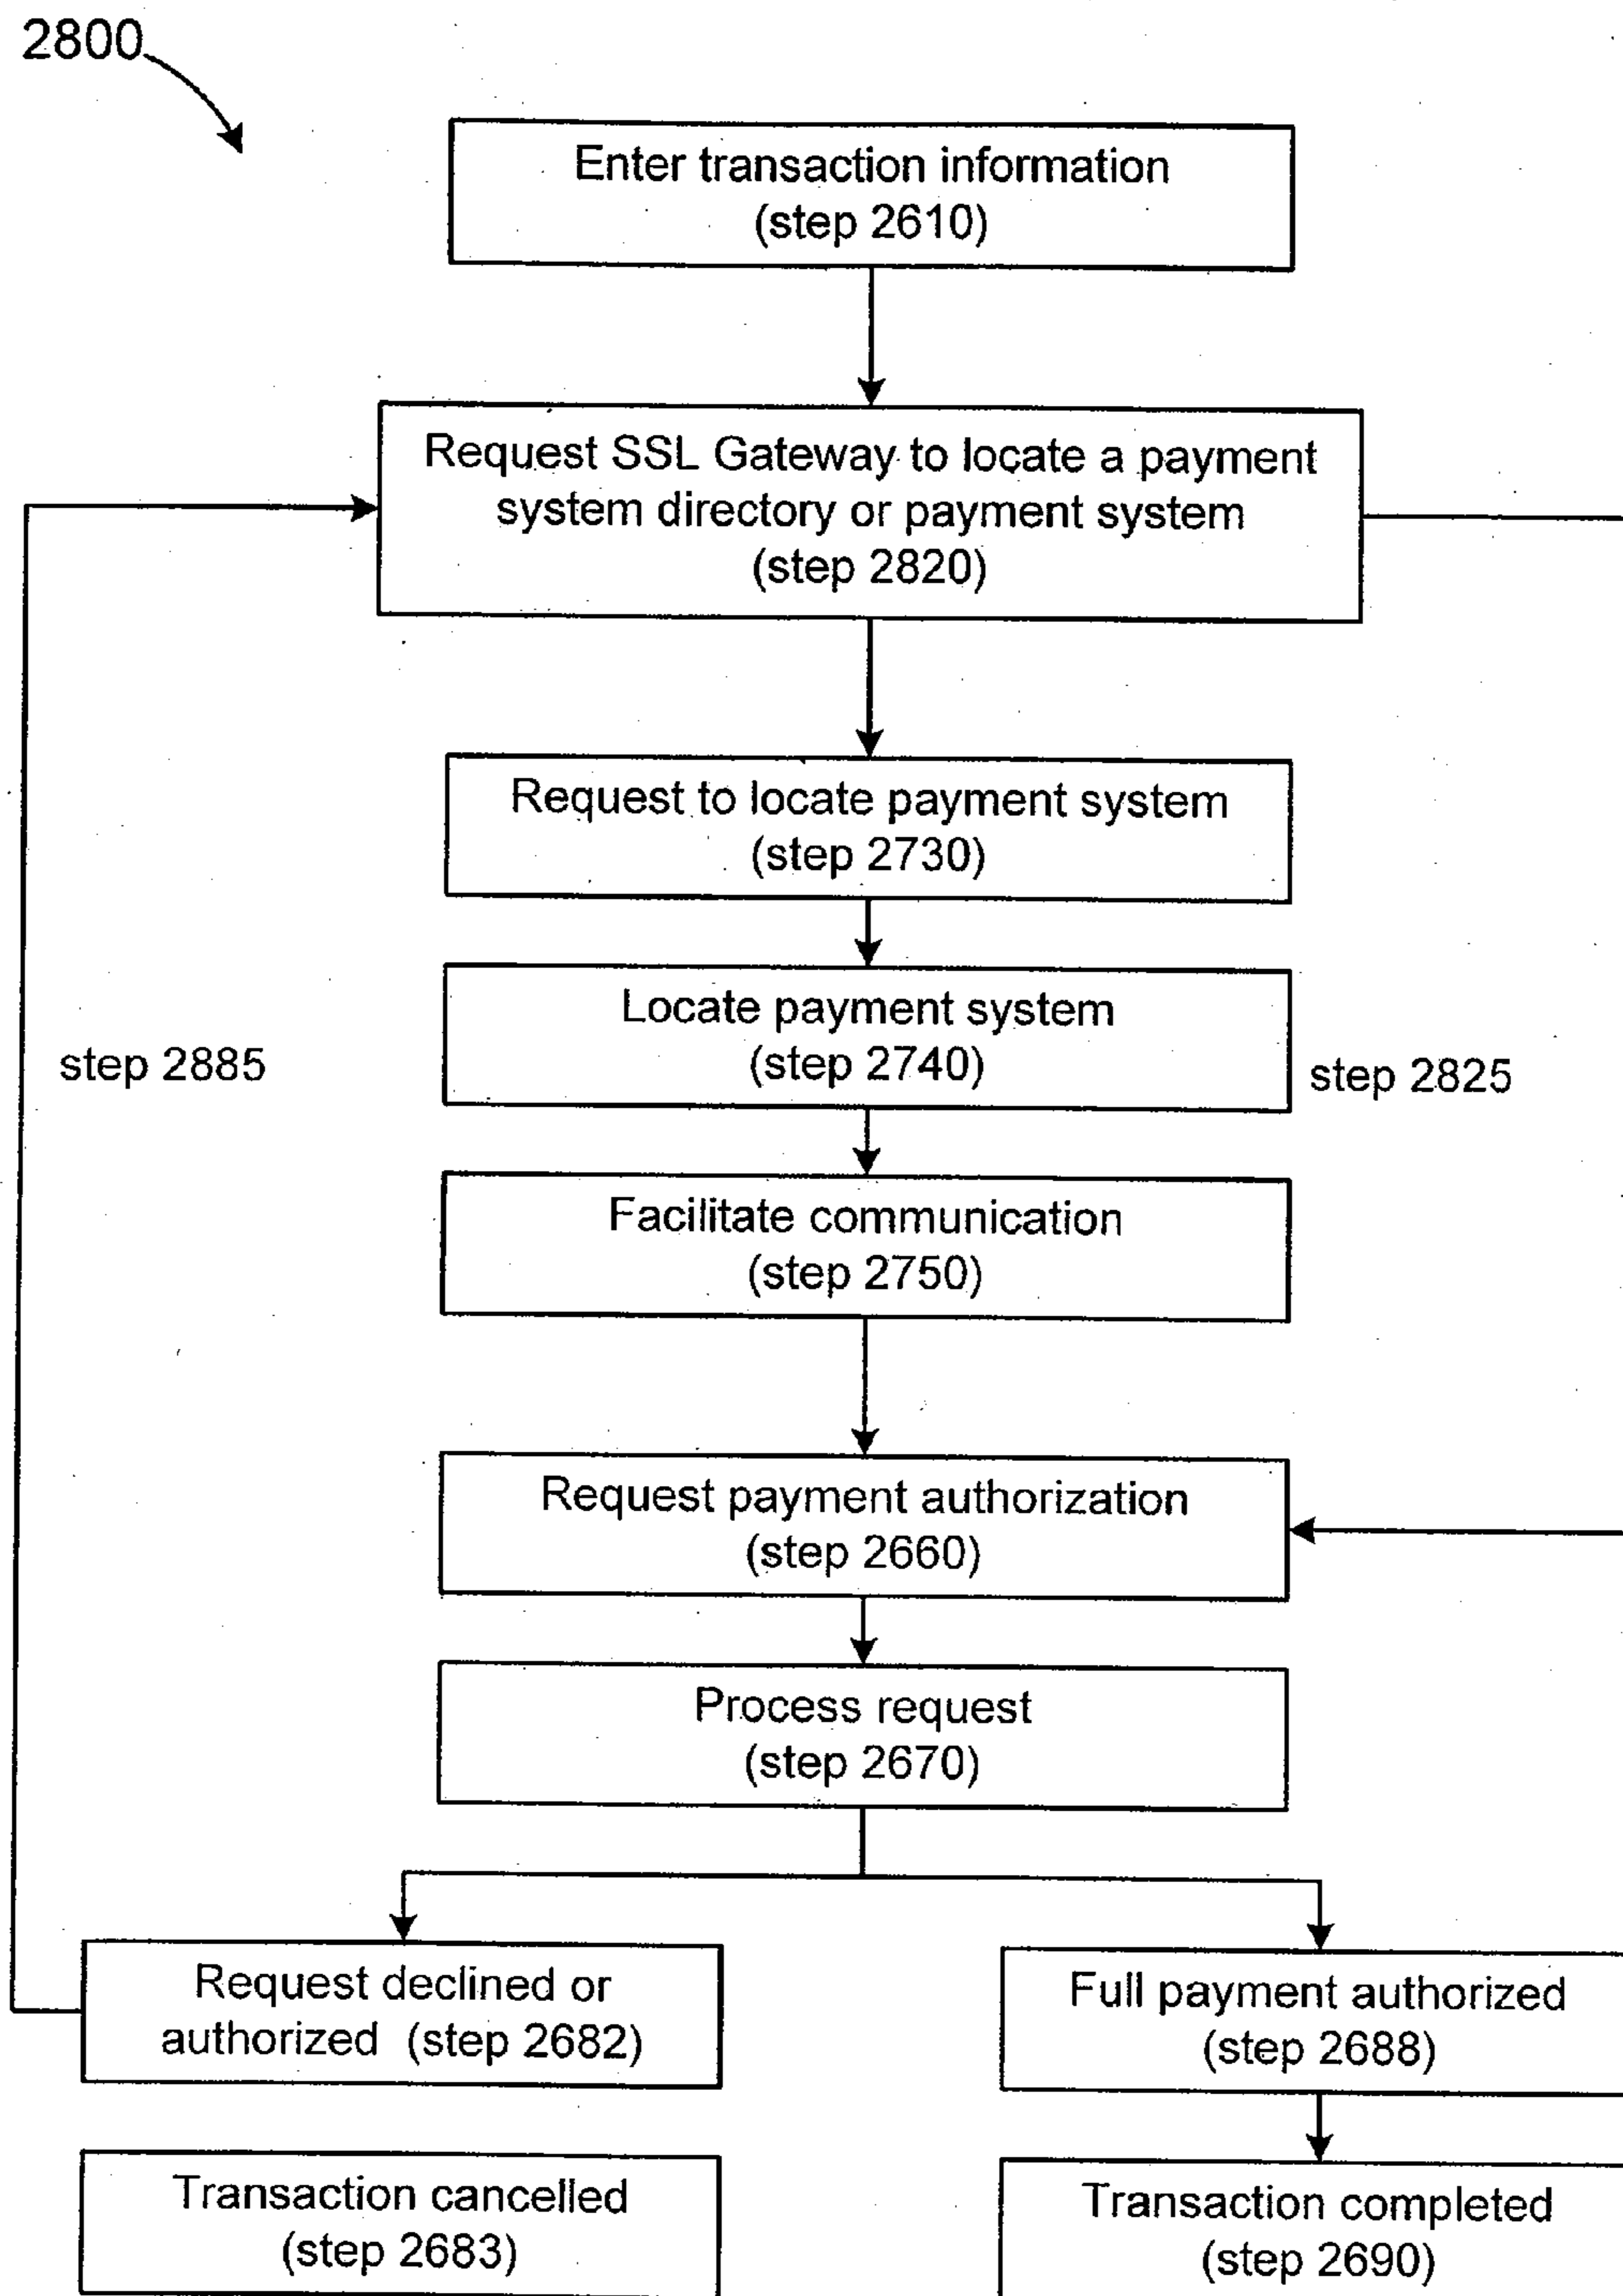 2800
Enter transaction information
(step 2610)
Request SSL Gateway to locate a payment
system directory or payment system
(step 2820)
Request to locate payment system
(step 2730)
Locate payment system
(step 2740)
step 2885
step 2825
Facilitate communication
(step 2750)
Request payment authorization
(step 2660)
Process request
(step 2670)
Request declined or
authorized (step 2682)
Full payment authorized
(step 2688)
Transaction cancelled
(step 2683)
Transaction completed
(step 2690)